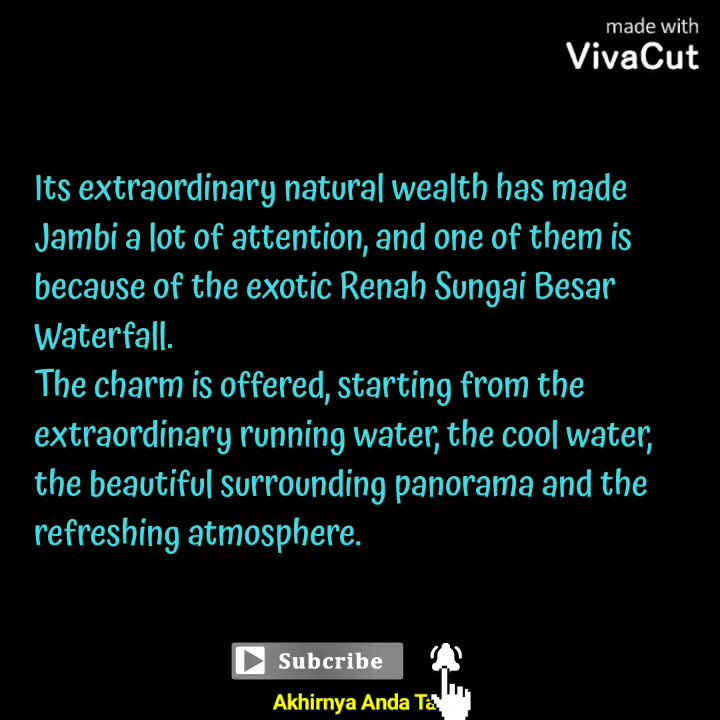 made with
VivaCut
Its extraordinary natural wealth has made
Jambi a lot of attention, and one of them is
because of the exotic Renah Sungai Besar
Waterfall.
The charm is offered, starting from the
extraordinary running water, the cool water,
the beautiful surrounding panorama and the
refreshing atmosphere.
Subcribe
Akhirnya Anda